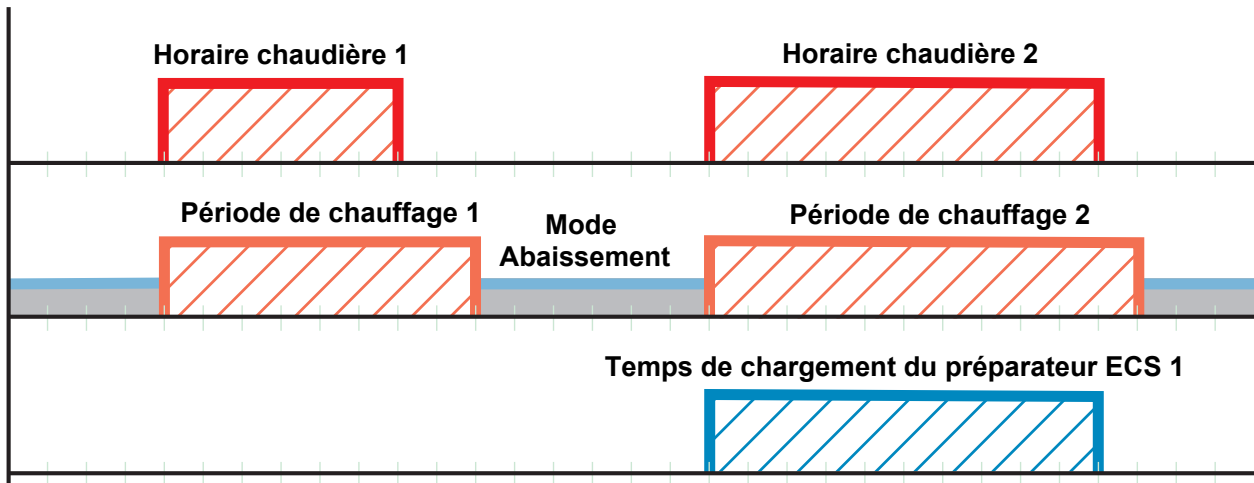 Horaire chaudière 1
Horaire chaudière 2
Période de chauffage 1
Mode
Abaissement
Période de chauffage 2
Temps de chargement du préparateur ECS 1